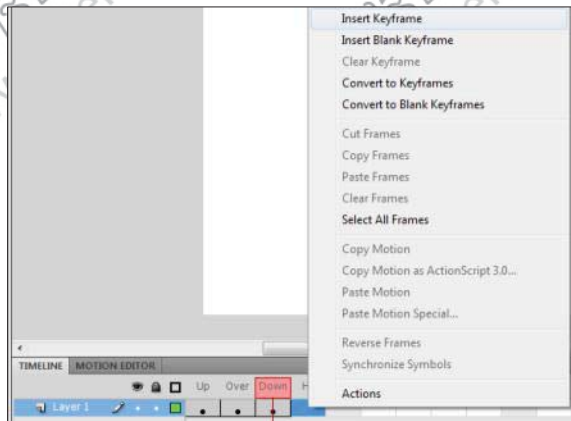 Insert Keyframe
Insert Blank Keyframe
Clear Keyframe
Convert to Keyframes
Convert to Blank Keyframes
Cut Frames
Copy Frames
Paste Frames
Clear Frames
Select All Frames
Copy Motion
Copy Motion as ActionScript 3.0...
Paste Motion
Paste Motion Special...
Reverse Frames
Synchronize Symbols
Actions
TIMELINE MOTION EDITOR
Up Over Down H
Layer 1